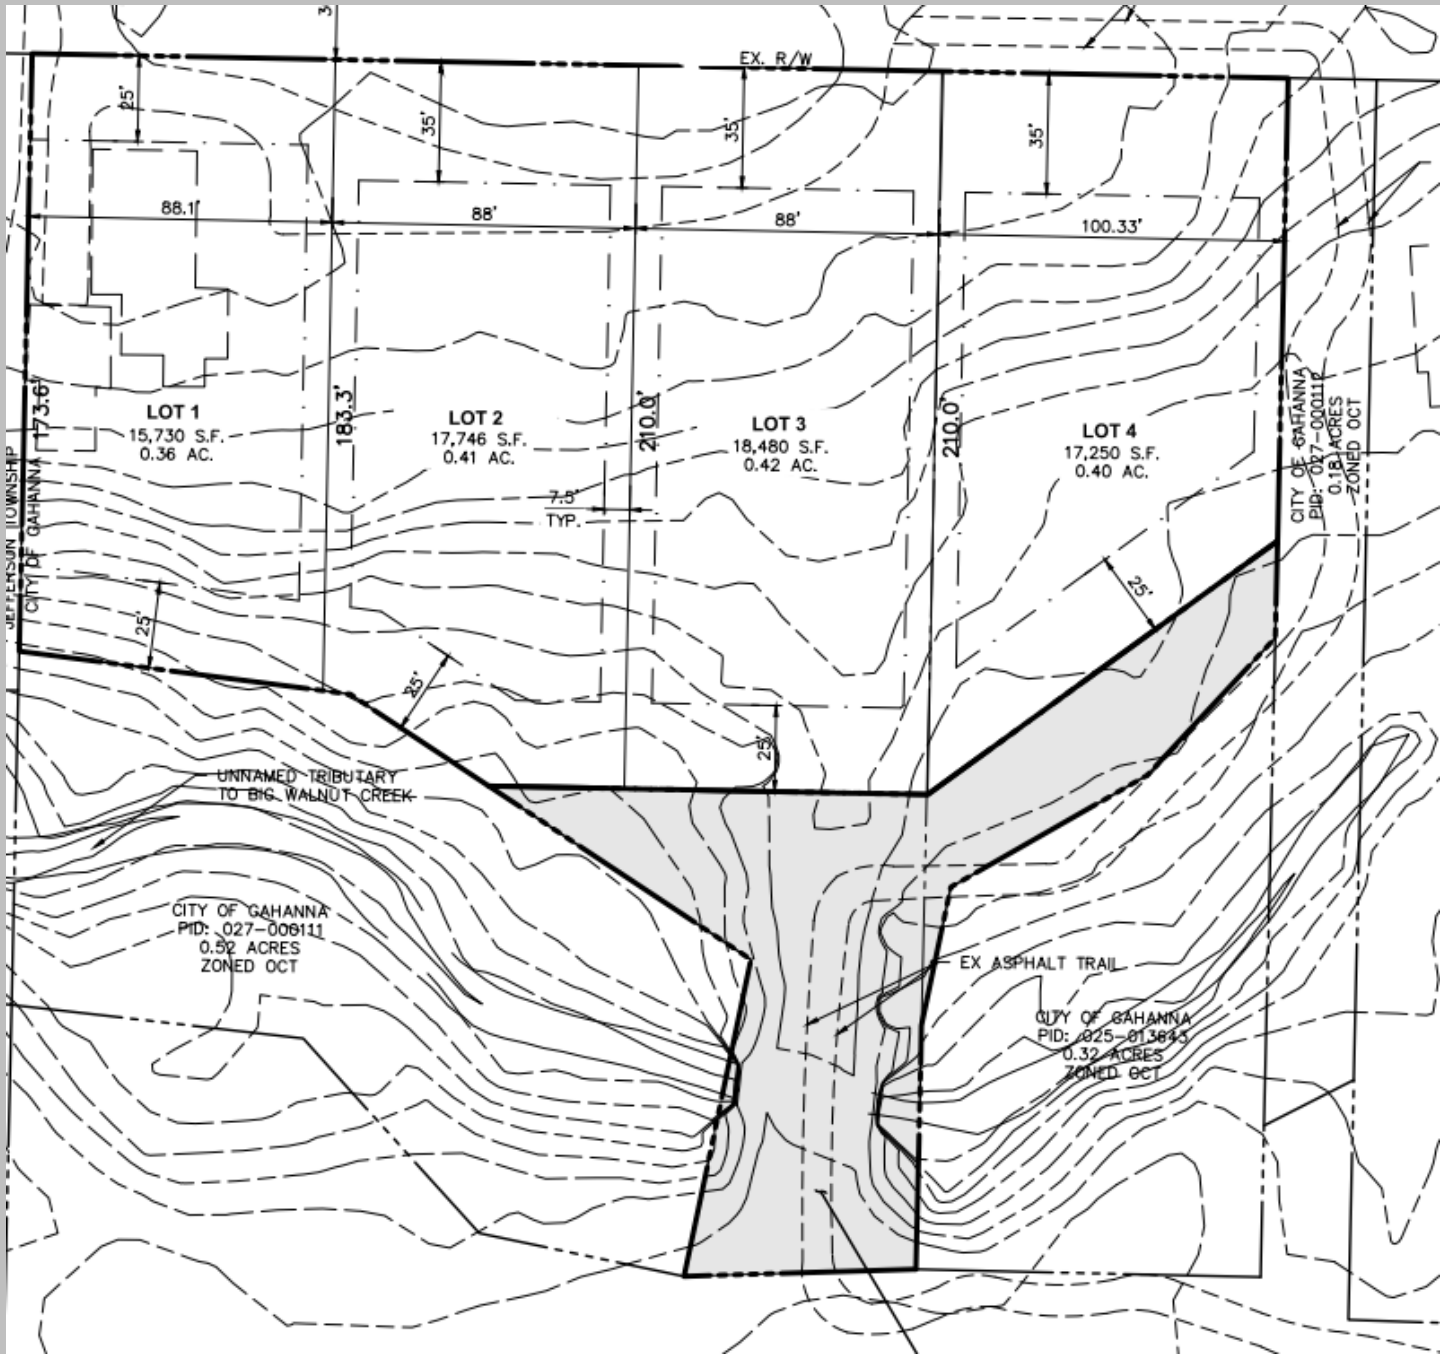 EX. R/W
25'
35'
35'
35'
88.1'
88'
88'
100.33'
173.6'
183.3'
210.0'
210.0'
LOT 1
15,730 S.F.
0.36 AC.
LOT 2
17,746 S.F.
0.41 AC.
LOT 3
18,480 S.F.
0.42 AC.
LOT 4
17,250 S.F.
0.40 AC.
7.5'
TYP.
JEFFERSON TOWNSHIP
CITY OF GAHANNA
CITY OF GAHANNA
PID: 027-000112
0.18 ACRES
ZONED OCT
25'
25'
25'
25'
UNNAMED TRIBUTARY
TO BIG WALNUT CREEK
CITY OF GAHANNA
PID: 027-000111
0.52 ACRES
ZONED OCT
EX ASPHALT TRAIL
CITY OF GAHANNA
PID: 025-013643
0.32 ACRES
ZONED OCT